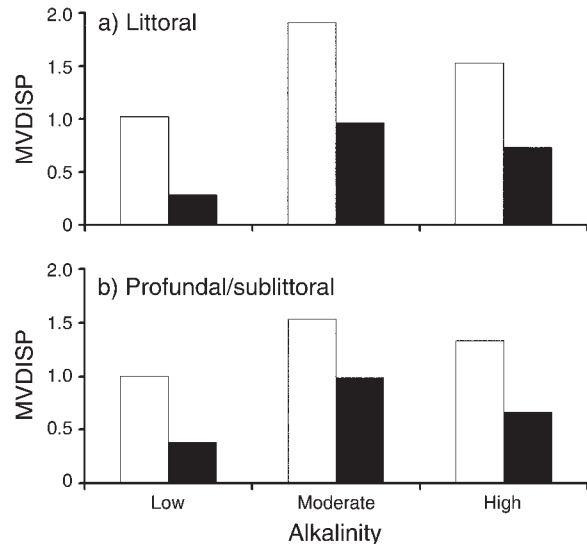 a) Littoral
MVDISP
2.0
1.5
1.0
0.5
0
b) Profundal/sublittoral
MVDISP
2.0
1.5
1.0
0.5
0
Low Moderate High
Alkalinity